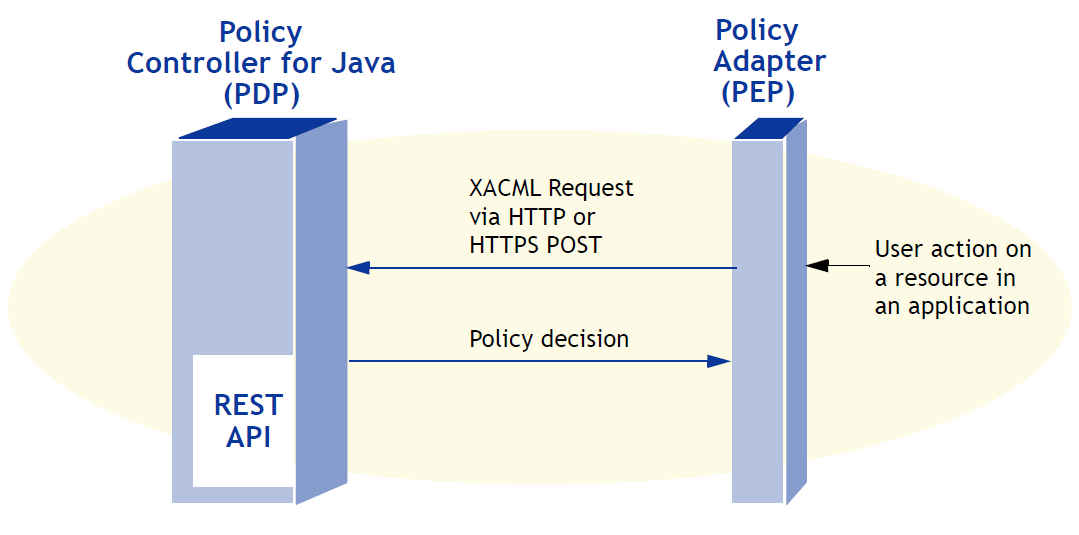 Policy
Controller for Java
(PDP)
Policy
Adapter
(PEP)
XACML Request
via HTTP or
HTTPS POST
User action on
a resource in
an application
Policy decision
REST
API